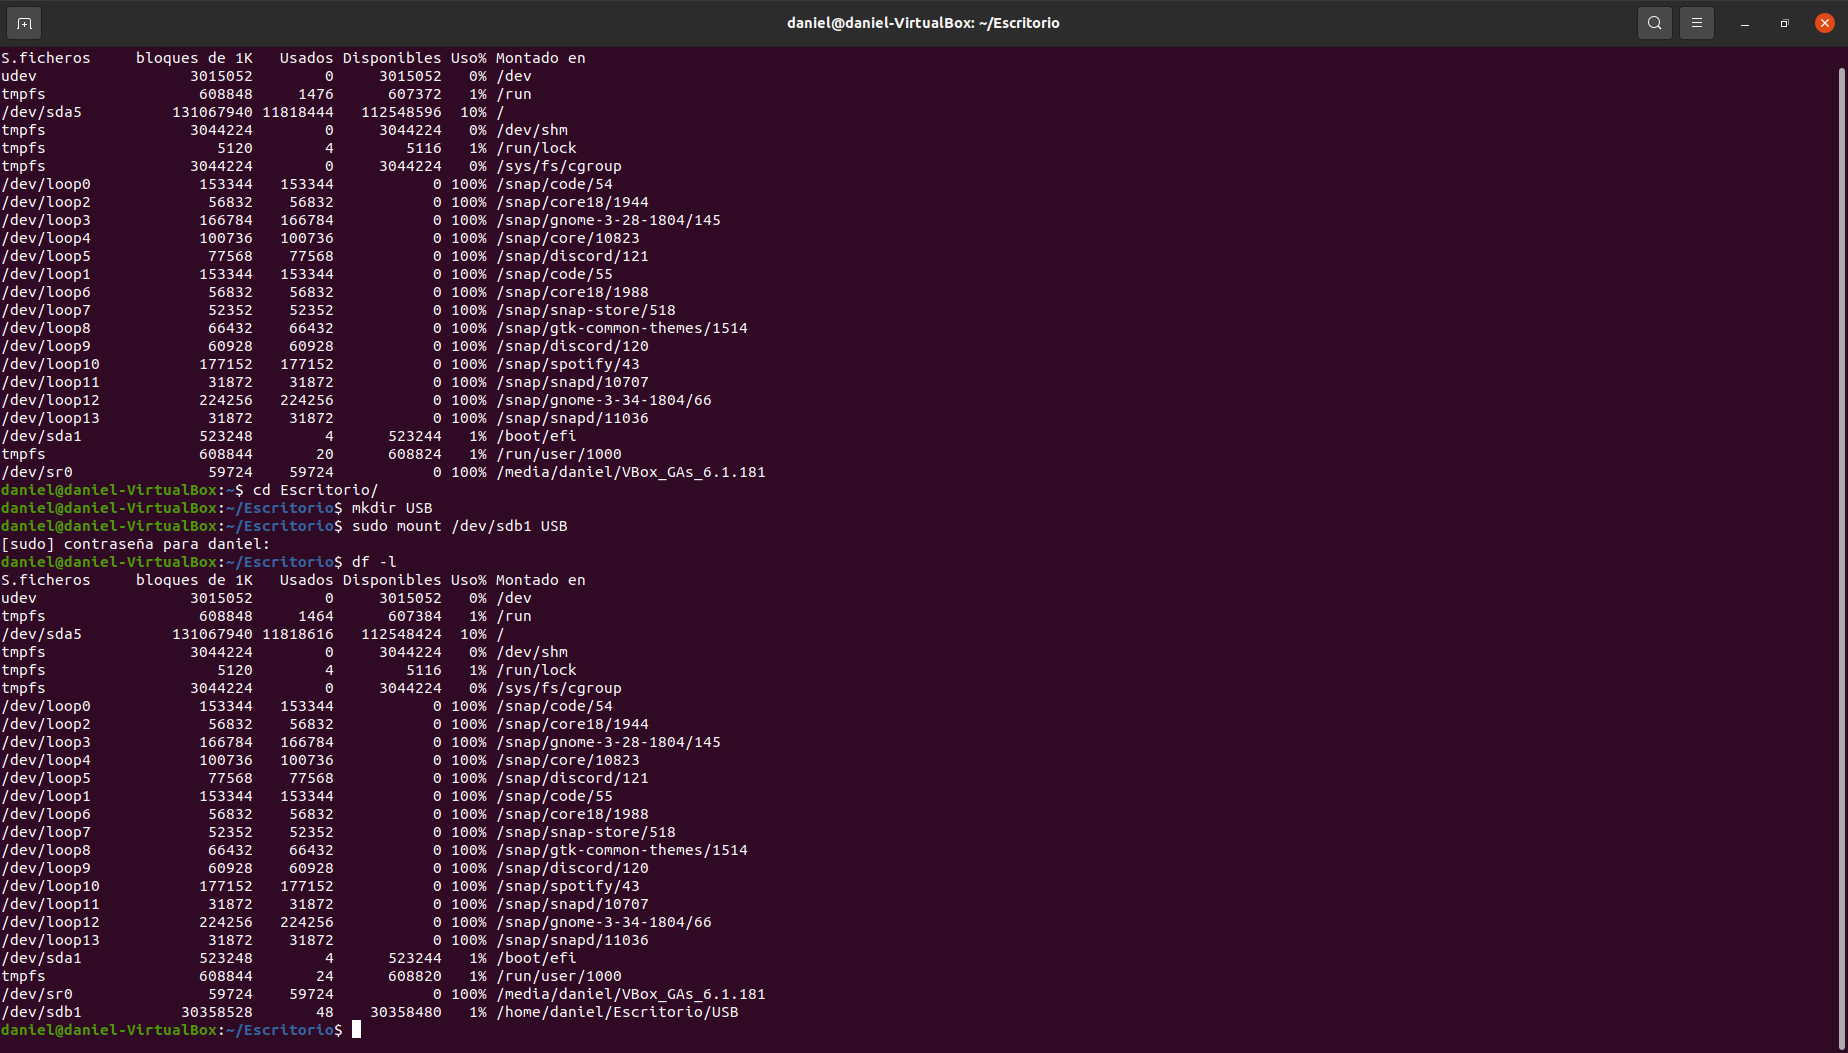 daniel@daniel-VirtualBox: ~/Escritorio
S.ficheros     bloques de 1K   Usados Disponibles Uso% Montado en
udev                 3015052        0     3015052   0% /dev
tmpfs                 608848     1476      607372   1% /run
/dev/sda5          131067940 11818444   112548596  10% /
tmpfs                3044224        0     3044224   0% /dev/shm
tmpfs                   5120        4        5116   1% /run/lock
tmpfs                3044224        0     3044224   0% /sys/fs/cgroup
/dev/loop0            153344   153344           0 100% /snap/code/54
/dev/loop2             56832    56832           0 100% /snap/core18/1944
/dev/loop3            166784   166784           0 100% /snap/gnome-3-28-1804/145
/dev/loop4            100736   100736           0 100% /snap/core/10823
/dev/loop5             77568    77568           0 100% /snap/discord/121
/dev/loop1            153344   153344           0 100% /snap/code/55
/dev/loop6             56832    56832           0 100% /snap/core18/1988
/dev/loop7             52352    52352           0 100% /snap/snap-store/518
/dev/loop8             66432    66432           0 100% /snap/gtk-common-themes/1514
/dev/loop9             60928    60928           0 100% /snap/discord/120
/dev/loop10           177152   177152           0 100% /snap/spotify/43
/dev/loop11            31872    31872           0 100% /snap/snapd/10707
/dev/loop12           224256   224256           0 100% /snap/gnome-3-34-1804/66
/dev/loop13            31872    31872           0 100% /snap/snapd/11036
/dev/sda1             523248        4      523244   1% /boot/efi
tmpfs                 608844       20      608824   1% /run/user/1000
/dev/sr0               59724    59724           0 100% /media/daniel/VBox_GAs_6.1.181
daniel@daniel-VirtualBox:~$ cd Escritorio/
daniel@daniel-VirtualBox:~/Escritorio$ mkdir USB
daniel@daniel-VirtualBox:~/Escritorio$ sudo mount /dev/sdb1 USB
[sudo] contraseña para daniel:
daniel@daniel-VirtualBox:~/Escritorio$ df -l
S.ficheros     bloques de 1K   Usados Disponibles Uso% Montado en
udev                 3015052        0     3015052   0% /dev
tmpfs                 608848     1464      607384   1% /run
/dev/sda5          131067940 11818616   112548424  10% /
tmpfs                3044224        0     3044224   0% /dev/shm
tmpfs                   5120        4        5116   1% /run/lock
tmpfs                3044224        0     3044224   0% /sys/fs/cgroup
/dev/loop0            153344   153344           0 100% /snap/code/54
/dev/loop2             56832    56832           0 100% /snap/core18/1944
/dev/loop3            166784   166784           0 100% /snap/gnome-3-28-1804/145
/dev/loop4            100736   100736           0 100% /snap/core/10823
/dev/loop5             77568    77568           0 100% /snap/discord/121
/dev/loop1            153344   153344           0 100% /snap/code/55
/dev/loop6             56832    56832           0 100% /snap/core18/1988
/dev/loop7             52352    52352           0 100% /snap/snap-store/518
/dev/loop8             66432    66432           0 100% /snap/gtk-common-themes/1514
/dev/loop9             60928    60928           0 100% /snap/discord/120
/dev/loop10           177152   177152           0 100% /snap/spotify/43
/dev/loop11            31872    31872           0 100% /snap/snapd/10707
/dev/loop12           224256   224256           0 100% /snap/gnome-3-34-1804/66
/dev/loop13            31872    31872           0 100% /snap/snapd/11036
/dev/sda1             523248        4      523244   1% /boot/efi
tmpfs                 608844       24      608820   1% /run/user/1000
/dev/sr0               59724    59724           0 100% /media/daniel/VBox_GAs_6.1.181
/dev/sdb1           30358528       48    30358480   1% /home/daniel/Escritorio/USB
daniel@daniel-VirtualBox:~/Escritorio$